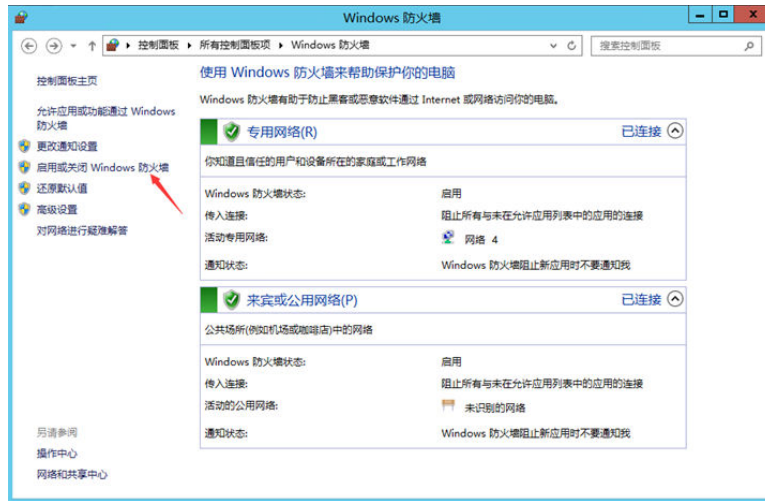 Windows 防火墙
控制面板 ▸ 所有控制面板项 ▸ Windows 防火墙
搜索控制面板
控制面板主页
允许应用或功能通过 Windows
防火墙
更改通知设置
启用或关闭 Windows 防火墙
还原默认值
高级设置
对网络进行疑难解答
另请参阅
操作中心
网络和共享中心
使用 Windows 防火墙来帮助保护你的电脑
Windows 防火墙有助于防止黑客或恶意软件通过 Internet 或网络访问你的电脑。
专用网络(R) 已连接
你知道且信任的用户和设备所在的家庭或工作网络
Windows 防火墙状态: 启用
传入连接: 阻止所有与未在允许应用列表中的应用的连接
活动专用网络: 网络 4
通知状态: Windows 防火墙阻止新应用时不要通知我
来宾或公用网络(P) 已连接
公共场所(例如机场或咖啡店)中的网络
Windows 防火墙状态: 启用
传入连接: 阻止所有与未在允许应用列表中的应用的连接
活动的公用网络: 未识别的网络
通知状态: Windows 防火墙阻止新应用时不要通知我